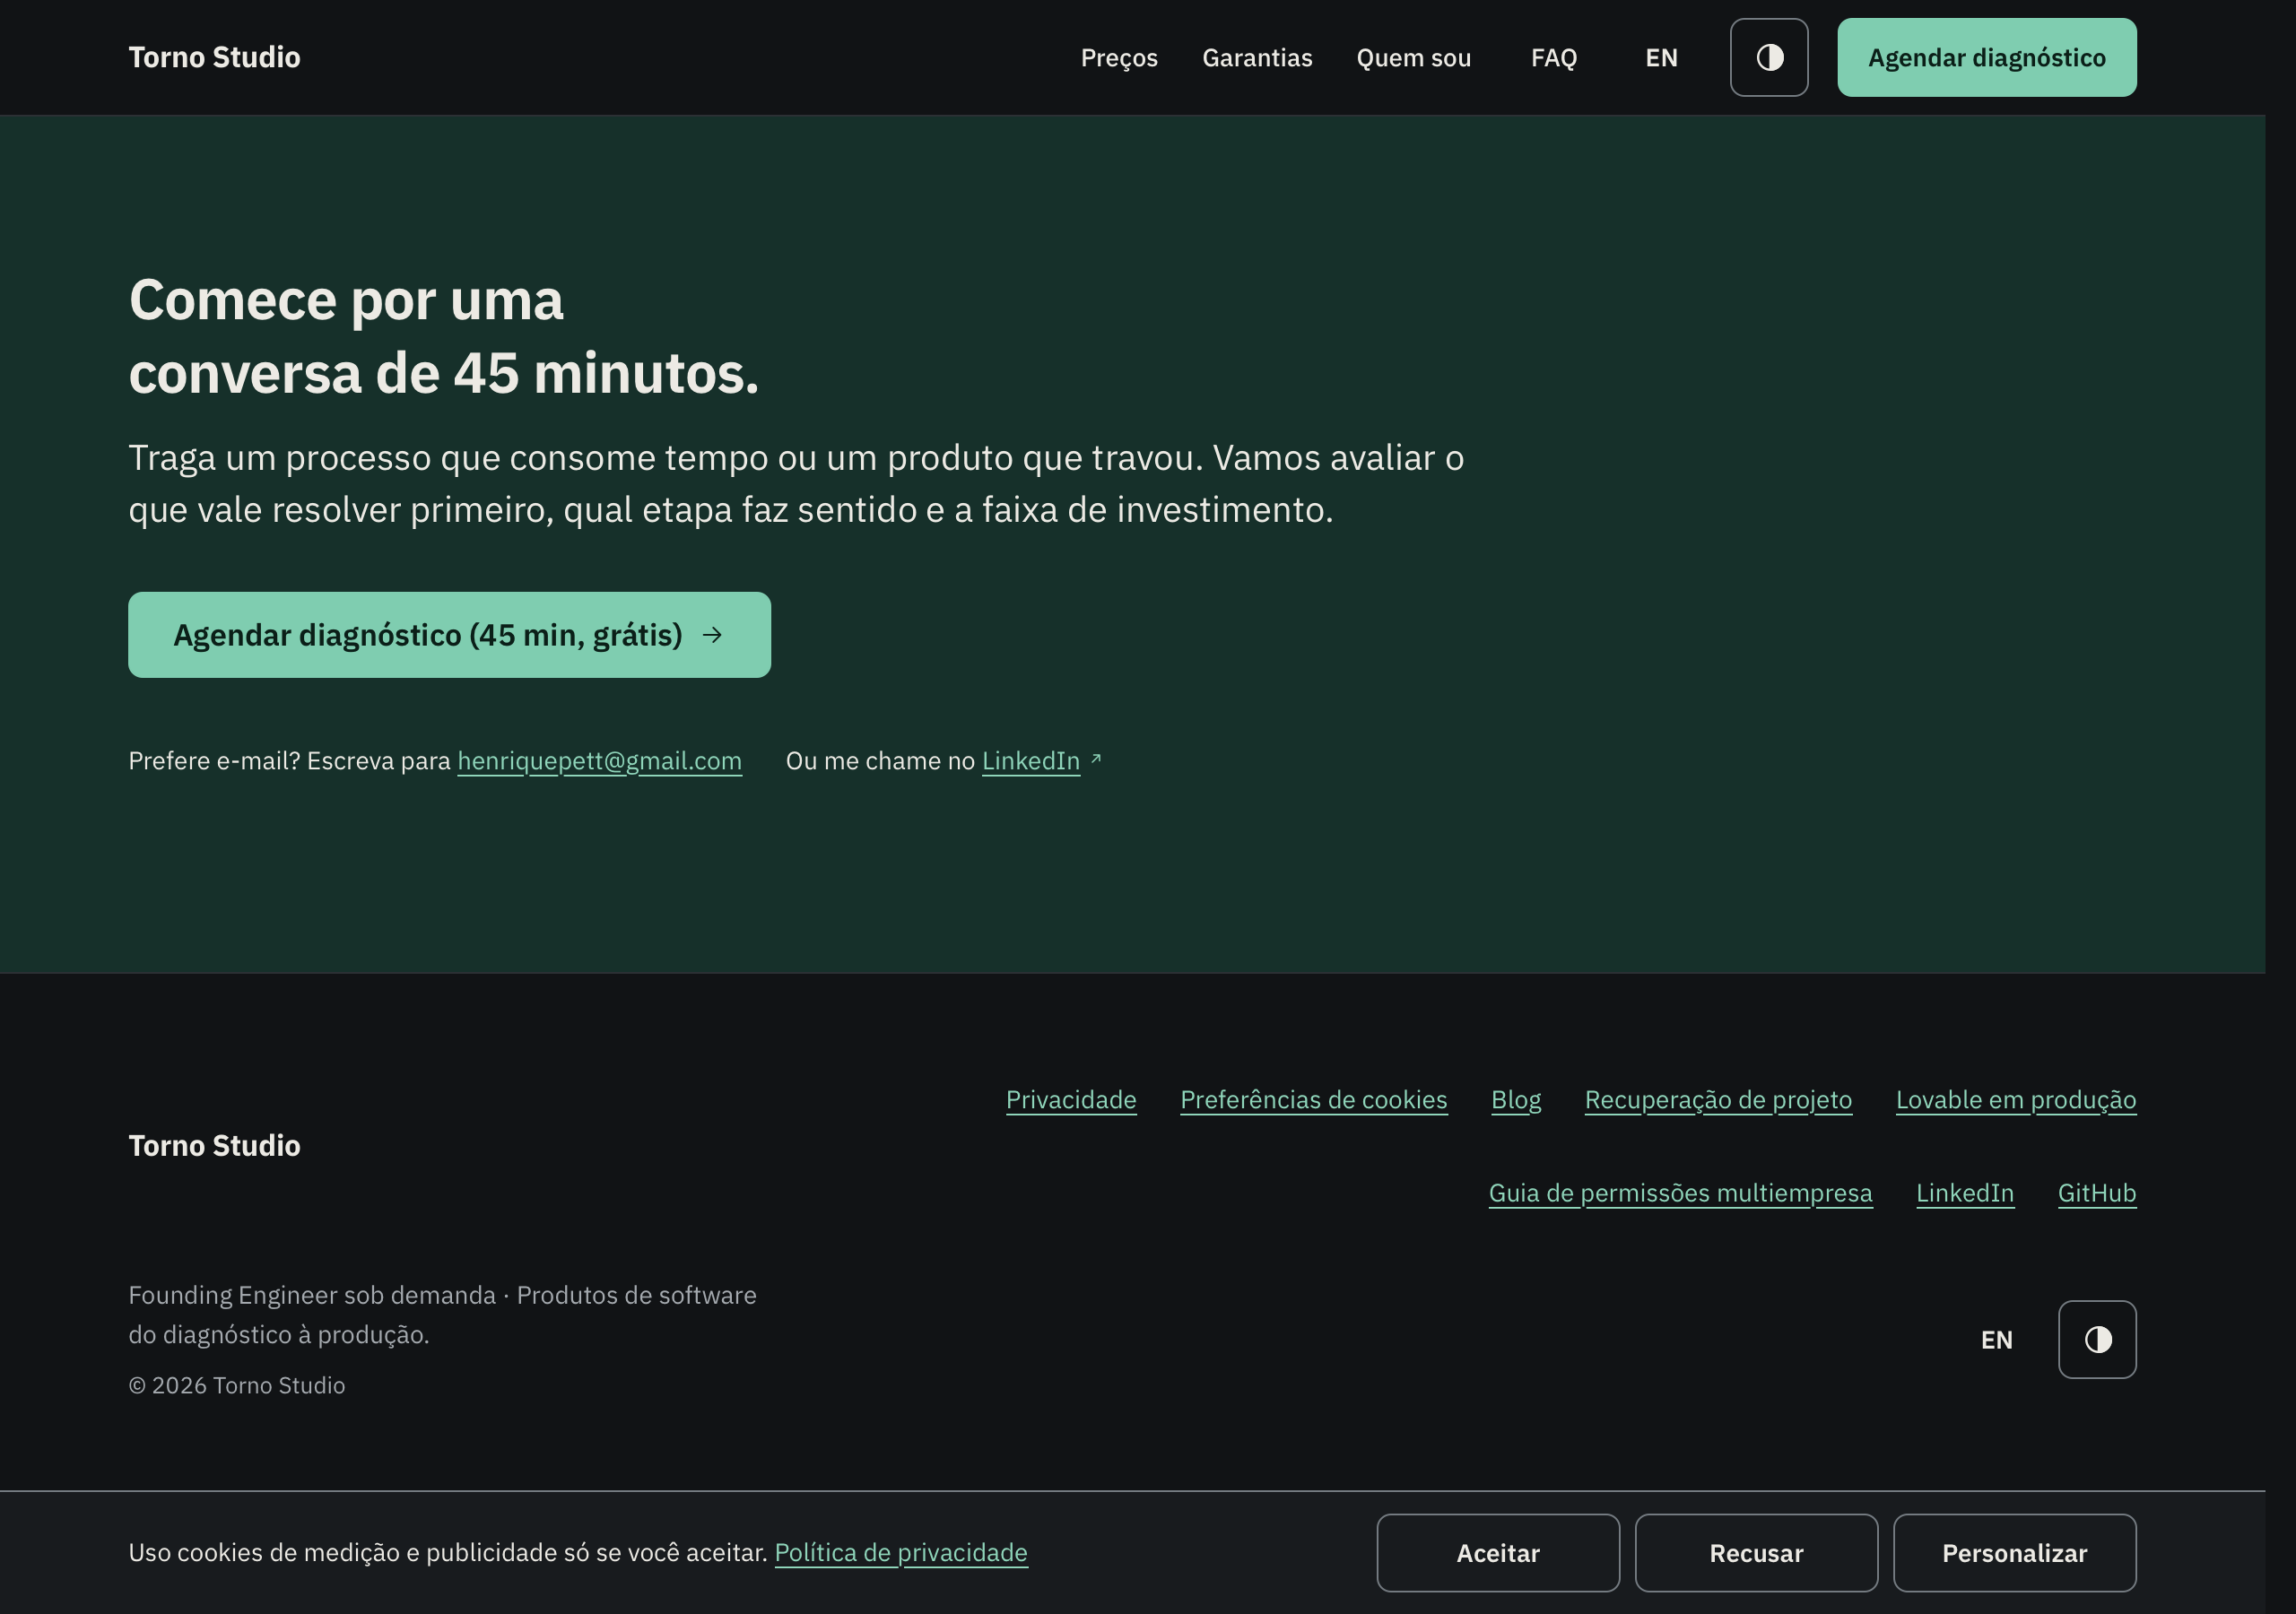 Torno Studio
Preços Garantias Quem sou FAQ EN Agendar diagnóstico
Comece por uma
conversa de 45 minutos.
Traga um processo que consome tempo ou um produto que travou. Vamos avaliar o
que vale resolver primeiro, qual etapa faz sentido e a faixa de investimento.
Agendar diagnóstico (45 min, grátis) →
Prefere e-mail? Escreva para henriquepett@gmail.com Ou me chame no LinkedIn ↗
Torno Studio
Privacidade Preferências de cookies Blog Recuperação de projeto Lovable em produção
Guia de permissões multiempresa LinkedIn GitHub
Founding Engineer sob demanda · Produtos de software
do diagnóstico à produção.
© 2026 Torno Studio
EN
Uso cookies de medição e publicidade só se você aceitar. Política de privacidade
Aceitar Recusar Personalizar